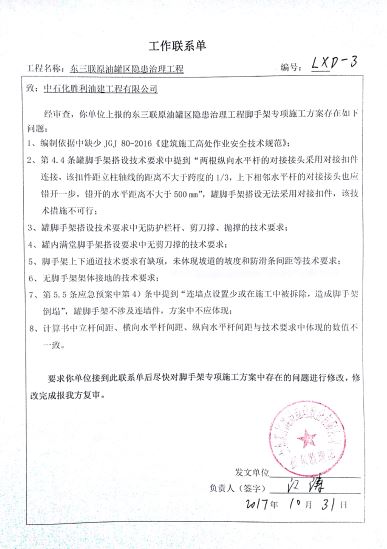 工作联系单
工程名称：东三联原油罐区隐患治理工程 编号：LXD-3
致：中石化胜利油建工程有限公司
经审查，你单位上报的东三联原油罐区隐患治理工程脚手架专项施工方案存在如下
问题：
1、编制依据中缺少 JGJ 80-2016《建筑施工高处作业安全技术规范》；
2、第 4.4 条罐脚手架搭设技术要求中提到“两根纵向水平杆的对接接头采用对接扣件
连接，该扣件距立柱轴线的距离不大于跨度的 1/3，上下相邻水平杆的对接接头也应
错开一步，错开的水平距离不大于 500mm”，罐脚手架搭设无法采用对接扣件，该技
术措施不可行；
3、罐脚手架搭设技术要求中无防护栏杆、剪刀撑、抛撑的技术要求；
4、罐内满堂脚手架搭设要求中无剪刀撑的技术要求；
5、脚手架上下通道技术要求有缺项，未体现坡道的坡度和防滑条间距等技术要求；
6、无脚手架架体接地的技术要求；
7、第 5.5 条应急预案中第 4）条中提到“连墙点设置少或在施工中被拆除，造成脚手架
倒塌”，罐脚手架不涉及连墙件，方案中不应体现；
8、计算书中立杆间距、横向水平杆间距、纵向水平杆间距与技术要求中体现的数值不
一致。
要求你单位接到此联系单后尽快对脚手架专项施工方案中存在的问题进行修改，修
改完成报我方复审。
发文单位
负责人（签字）
2017 年 10 月 31 日